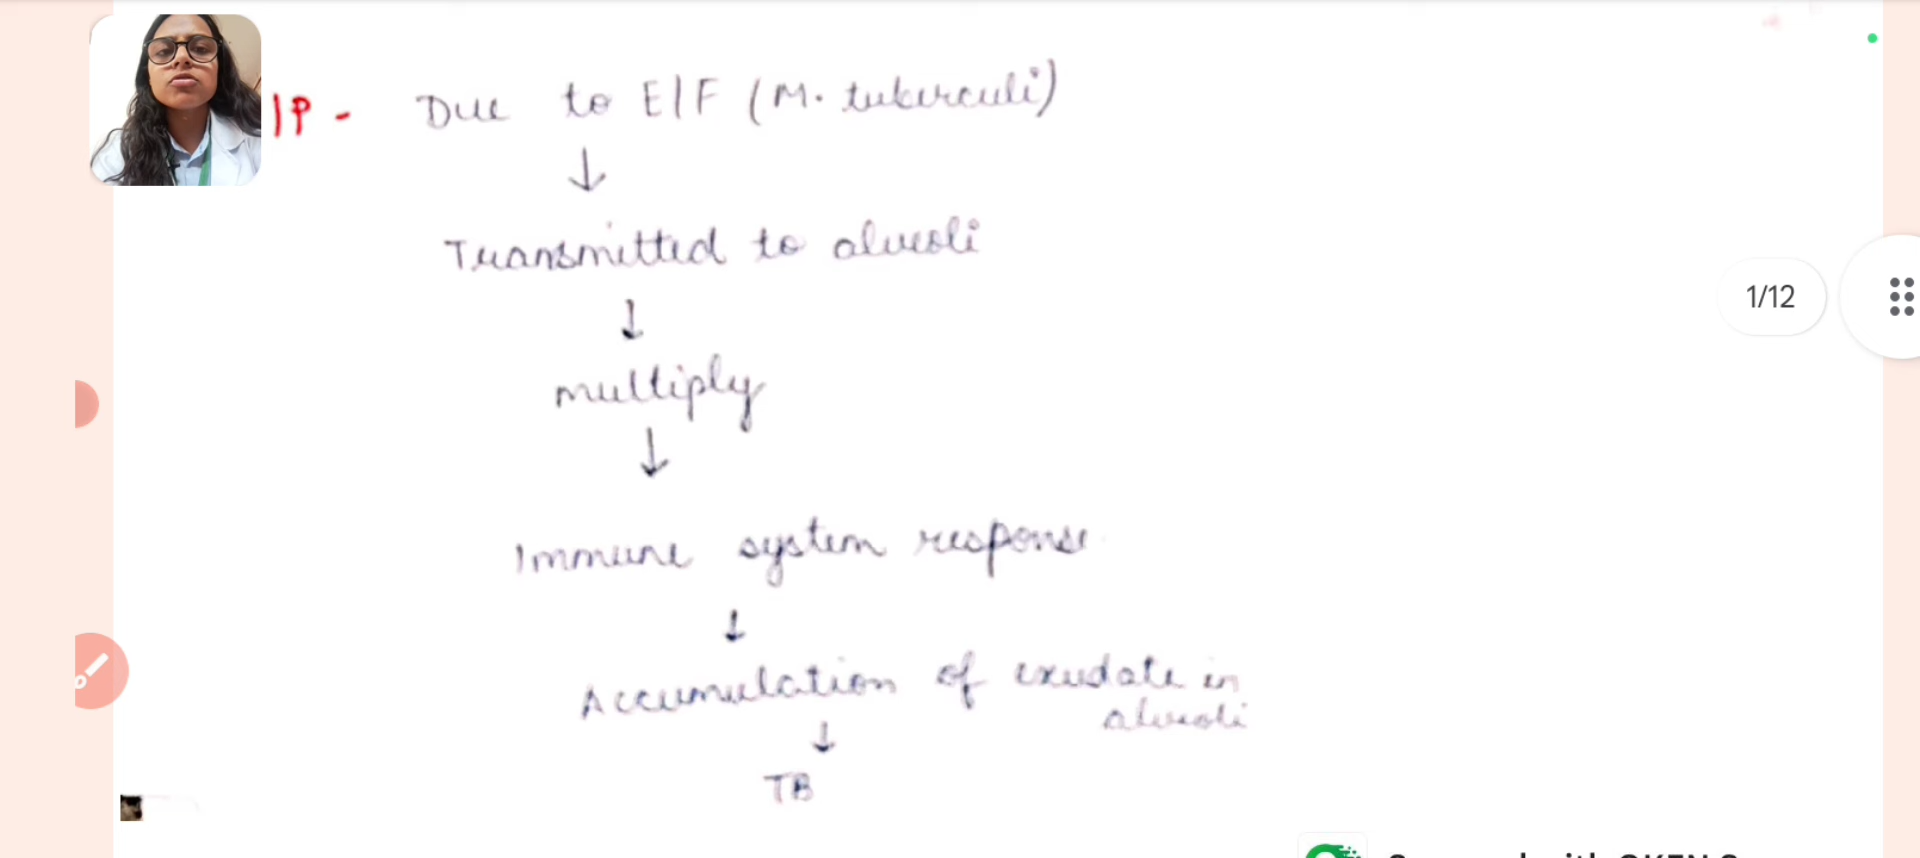 IP - Due to E/F (M. tuberculi)
↓
Transmitted to alveoli
↓
multiply
↓
Immune system response
↓
Accumulation of exudate in
alveoli
↓
TB
1/12